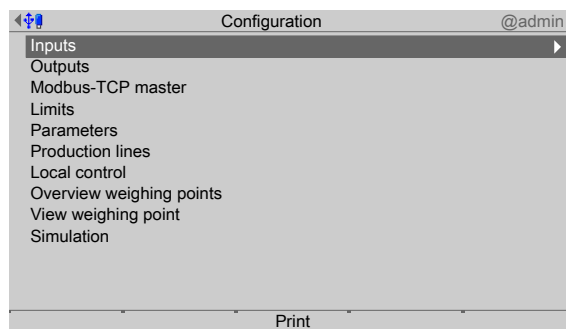 Configuration @admin
Inputs
Outputs
Modbus-TCP master
Limits
Parameters
Production lines
Local control
Overview weighing points
View weighing point
Simulation
Print